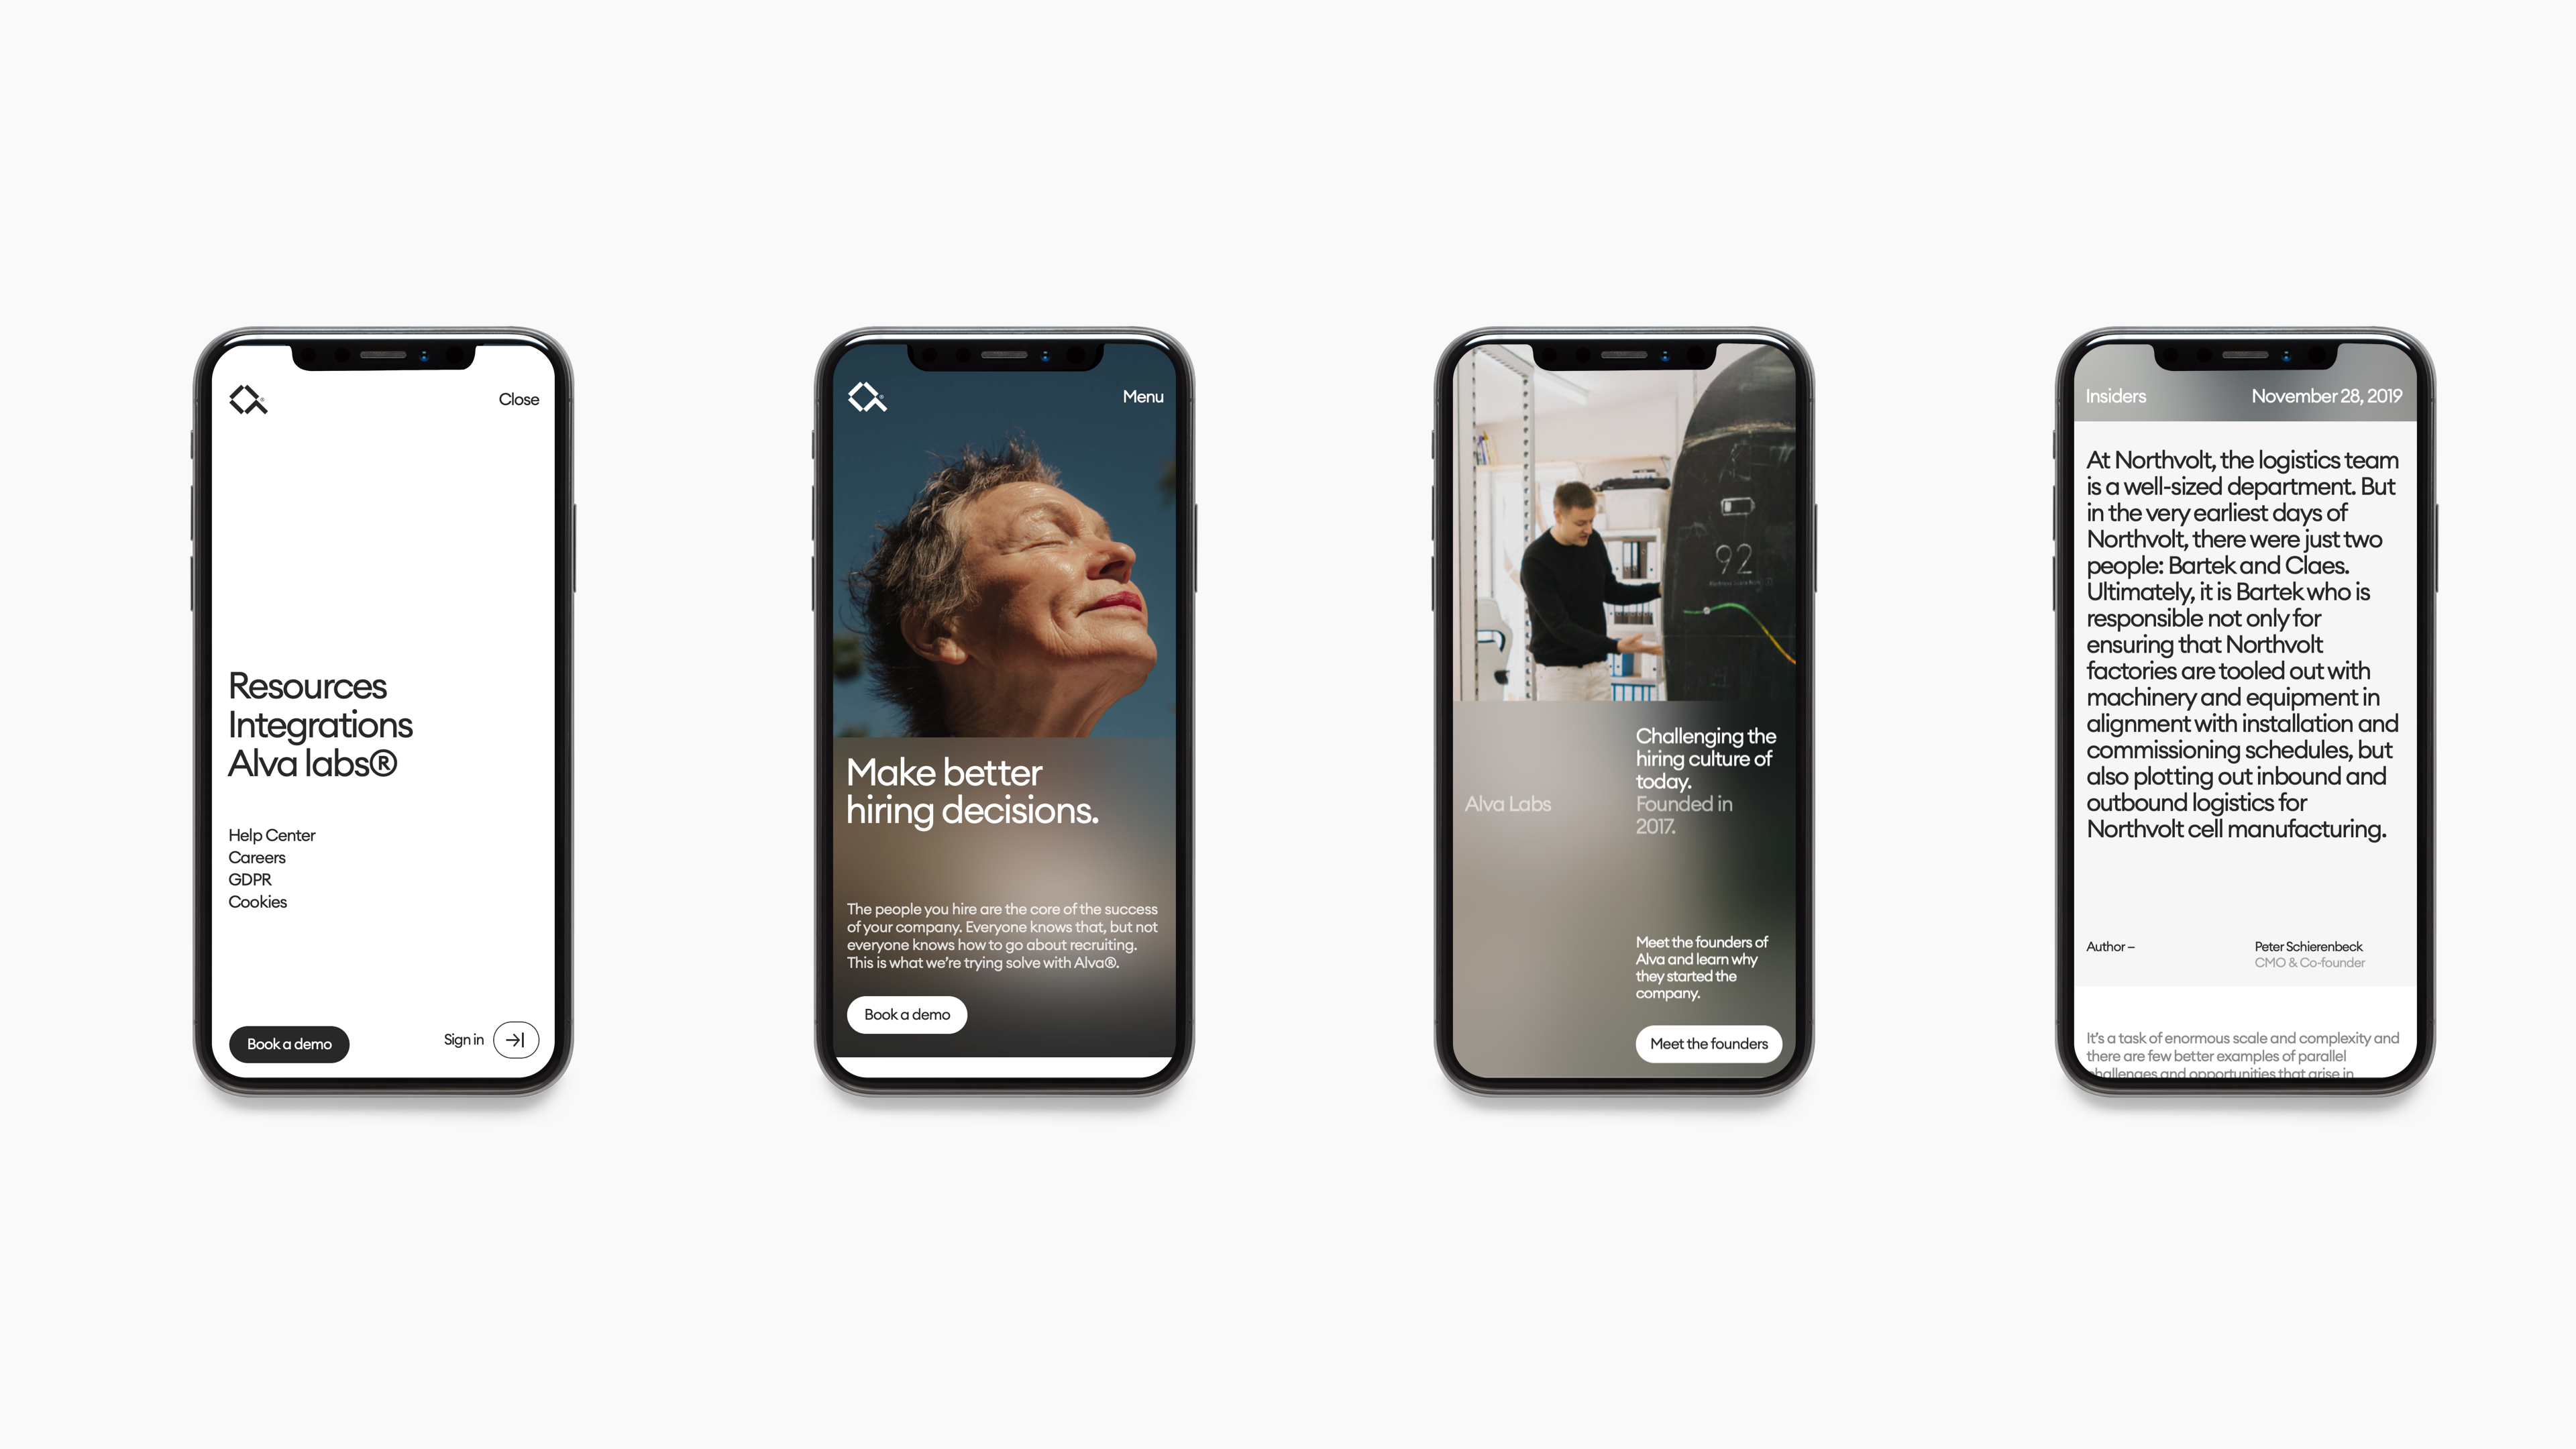 Close
Resources
Integrations
Alva labs®
Help Center
Careers
GDPR
Cookies
Book a demo
Sign in
Menu
Make better
hiring decisions.
The people you hire are the core of the success
of your company. Everyone knows that, but not
everyone knows how to go about recruiting.
This is what we're trying solve with Alva®.
Book a demo
92
Challenging the
hiring culture of
today.
Alva Labs
Founded in
2017.
Meet the founders of
Alva and learn why
they started the
company.
Meet the founders
Insiders
November 28, 2019
At Northvolt, the logistics team
is a well-sized department. But
in the very earliest days of
Northvolt, there were just two
people: Bartek and Claes.
Ultimately, it is Bartek who is
responsible not only for
ensuring that Northvolt
factories are tooled out with
machinery and equipment in
alignment with installation and
commissioning schedules, but
also plotting out inbound and
outbound logistics for
Northvolt cell manufacturing.
Author –
Peter Schierenbeck
CMO & Co-founder
It's a task of enormous scale and complexity and
there are few better examples of parallel
challenges and opportunities that arise in